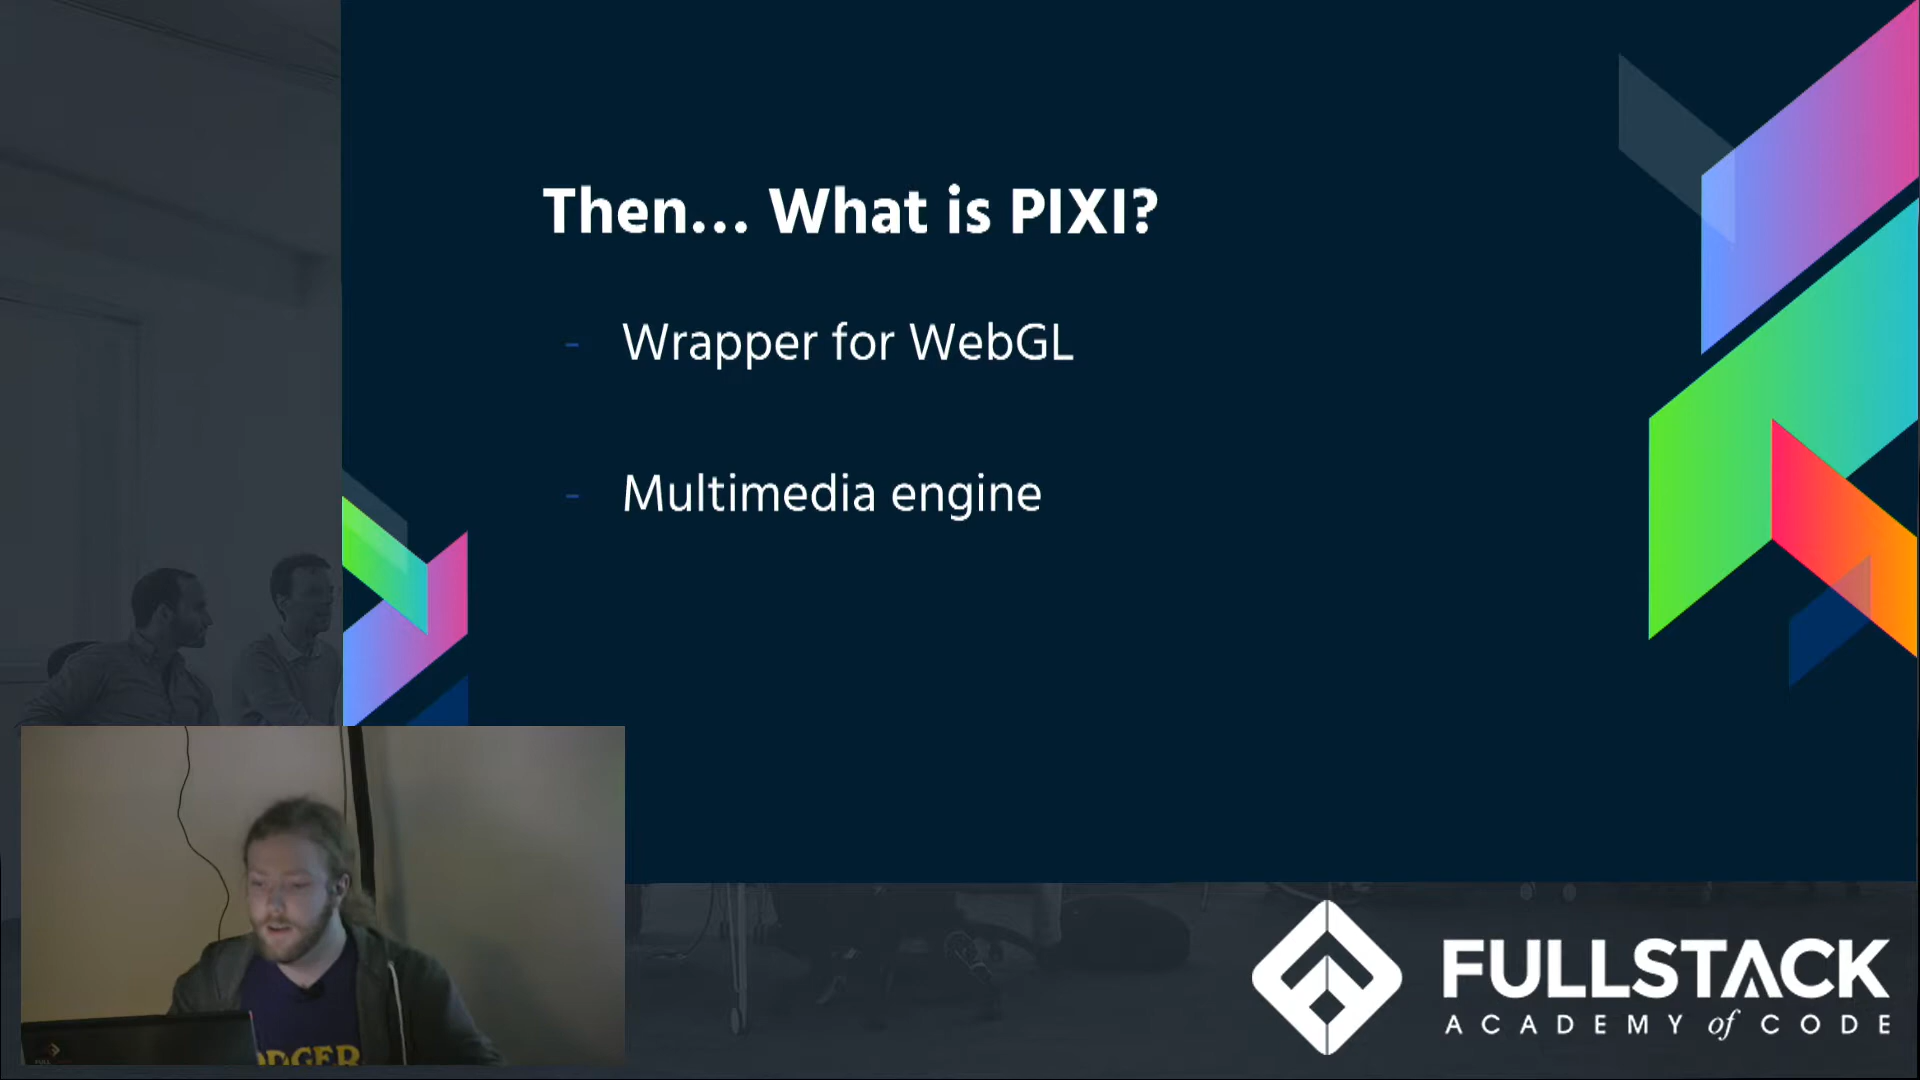 Then... What is PIXI?
- Wrapper for WebGL
- Multimedia engine
FULLSTACK
ACADEMY of CODE